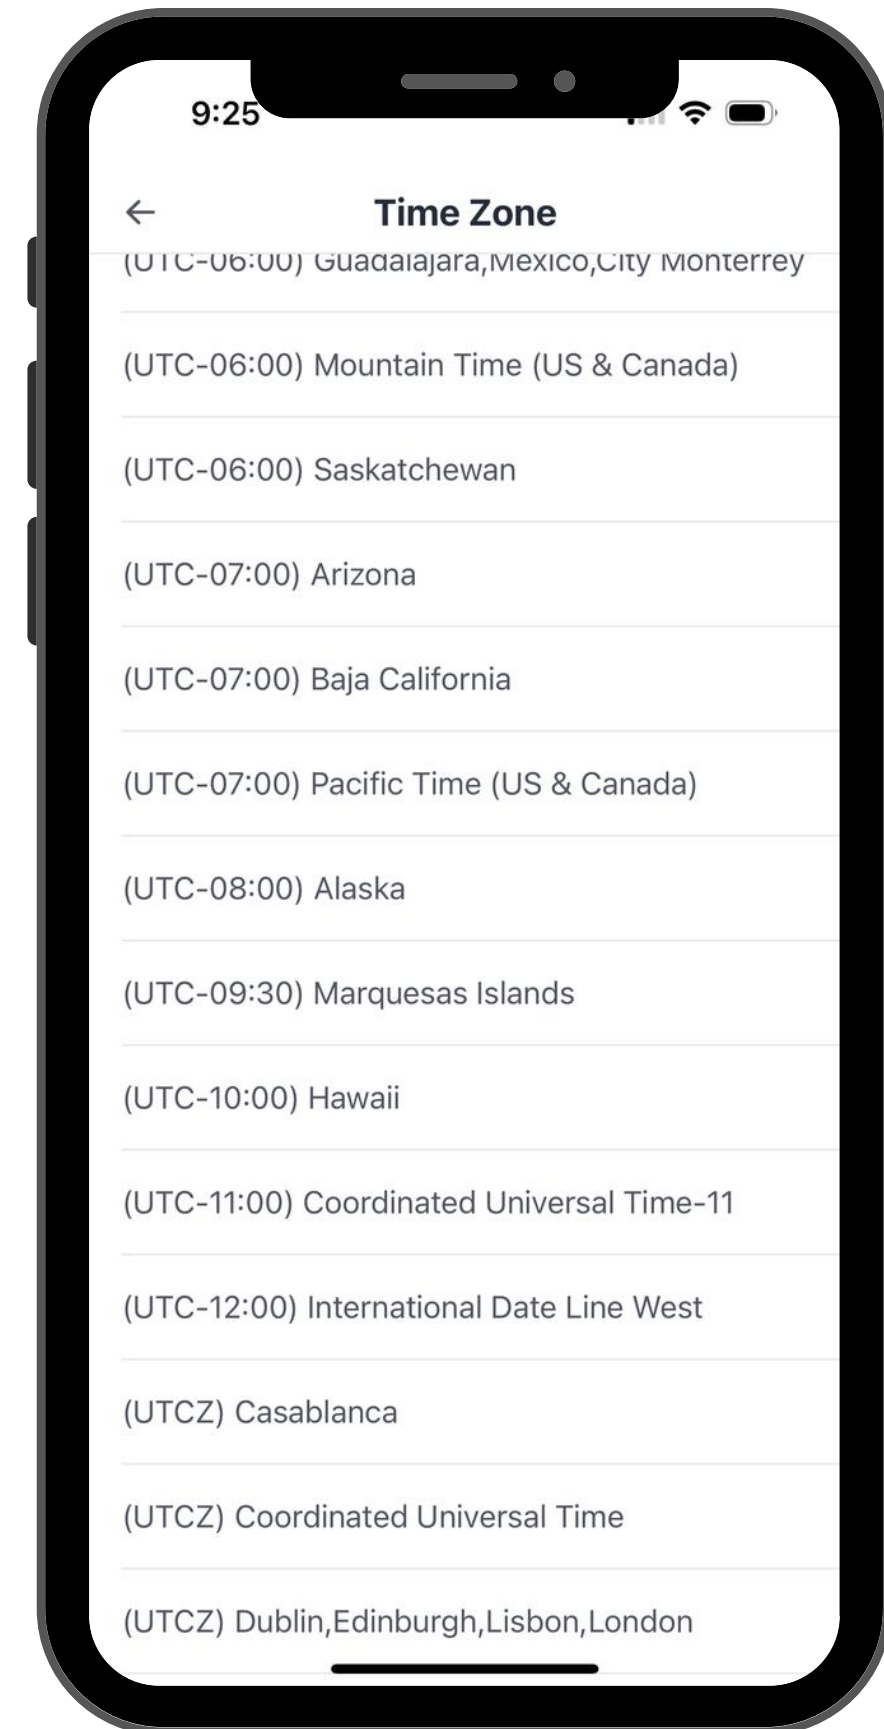 9:25
Time Zone
(UTC-06:00) Guadalajara,Mexico,City Monterrey
(UTC-06:00) Mountain Time (US & Canada)
(UTC-06:00) Saskatchewan
(UTC-07:00) Arizona
(UTC-07:00) Baja California
(UTC-07:00) Pacific Time (US & Canada)
(UTC-08:00) Alaska
(UTC-09:30) Marquesas Islands
(UTC-10:00) Hawaii
(UTC-11:00) Coordinated Universal Time-11
(UTC-12:00) International Date Line West
(UTCZ) Casablanca
(UTCZ) Coordinated Universal Time
(UTCZ) Dublin,Edinburgh,Lisbon,London